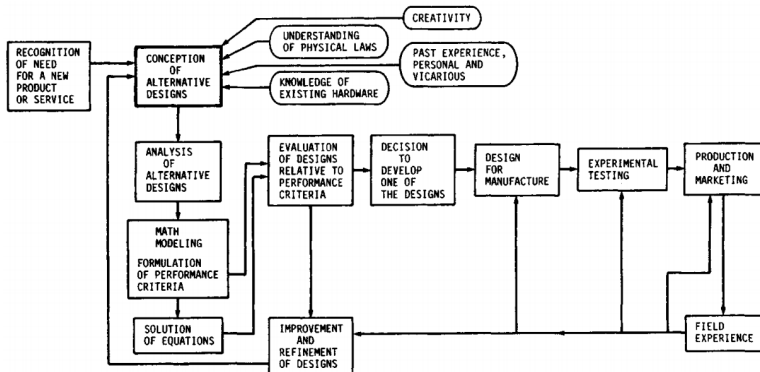 CREATIVITY
UNDERSTANDING
OF PHYSICAL LAWS
RECOGNITION
OF NEED
FOR A NEW
PRODUCT
OR SERVICE
CONCEPTION
OF
ALTERNATIVE
DESIGNS
PAST EXPERIENCE,
PERSONAL AND
VICARIOUS
KNOWLEDGE OF
EXISTING HARDWARE
ANALYSIS
OF
ALTERNATIVE
DESIGNS
EVALUATION
OF DESIGNS
RELATIVE TO
PERFORMANCE
CRITERIA
DECISION
TO
DEVELOP
ONE OF
THE DESIGNS
DESIGN
FOR
MANUFACTURE
EXPERIMENTAL
TESTING
PRODUCTION
AND
MARKETING
MATH
MODELING
FORMULATION
OF PERFORMANCE
CRITERIA
SOLUTION
OF EQUATIONS
IMPROVEMENT
AND
REFINEMENT
OF DESIGNS
FIELD
EXPERIENCE